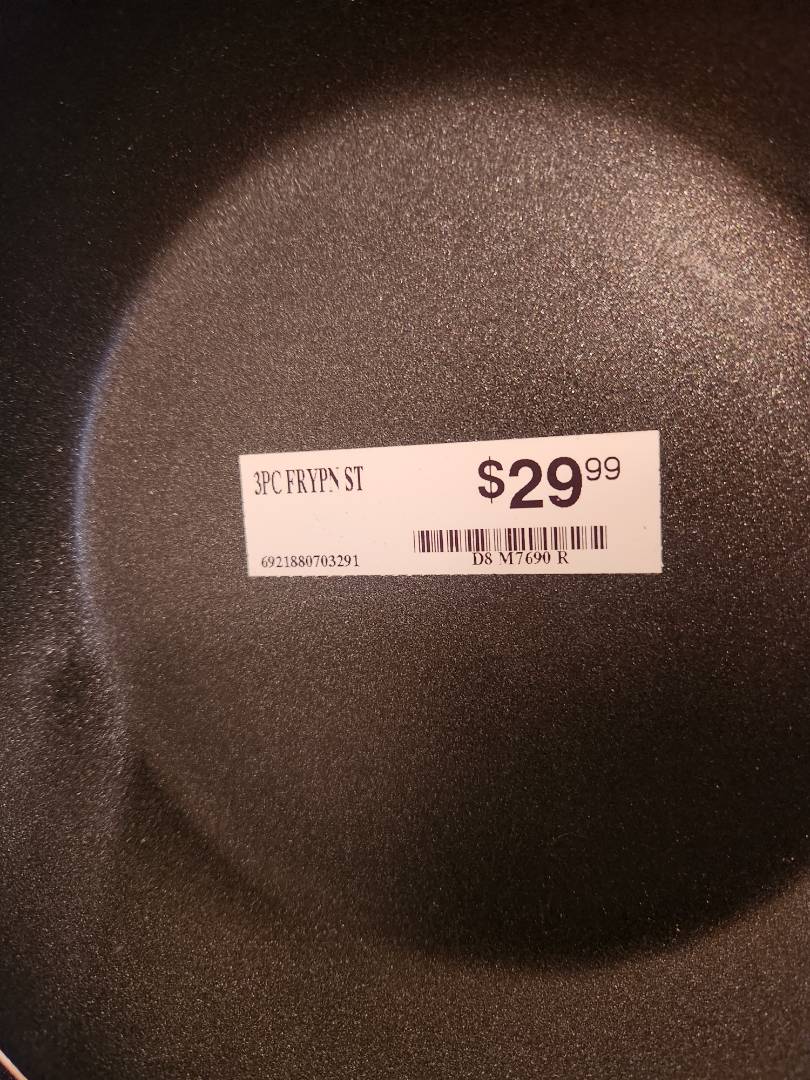 3PC FRYPN ST
$29.99
6921880703291
D8 M7690 R